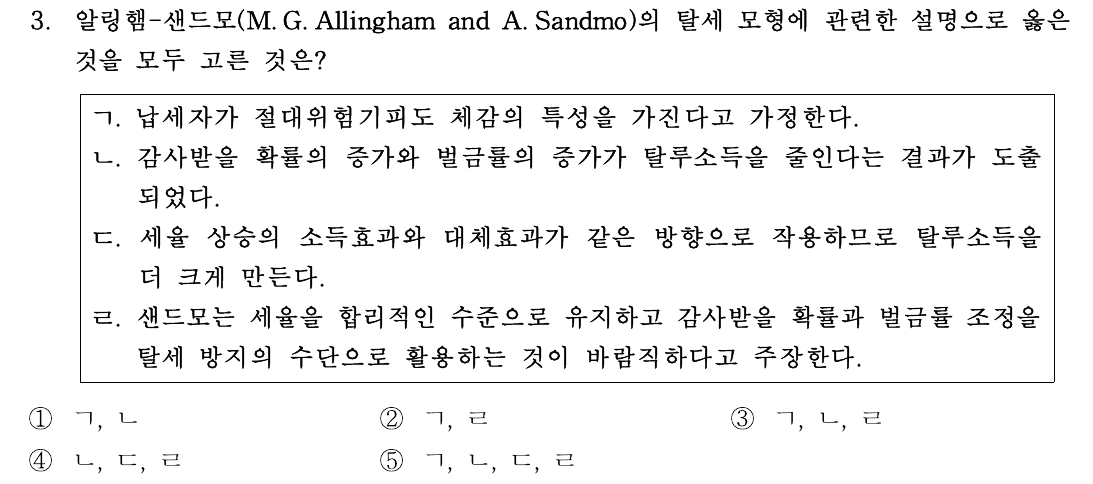 3. 알링햄-샌드모(M. G. Allingham and A. Sandmo)의 탈세 모형에 관련한 설명으로 옳은
것을 모두 고른 것은?
ㄱ. 납세자가 절대위험기피도 체감의 특성을 가진다고 가정한다.
ㄴ. 감사받을 확률의 증가와 벌금률의 증가가 탈루소득을 줄인다는 결과가 도출
되었다.
ㄷ. 세율 상승의 소득효과와 대체효과가 같은 방향으로 작용하므로 탈루소득을
더 크게 만든다.
ㄹ. 샌드모는 세율을 합리적인 수준으로 유지하고 감사받을 확률과 벌금률 조정을
탈세 방지의 수단으로 활용하는 것이 바람직하다고 주장한다.
① ㄱ, ㄴ ② ㄱ, ㄹ ③ ㄱ, ㄴ, ㄹ
④ ㄴ, ㄷ, ㄹ ⑤ ㄱ, ㄴ, ㄷ, ㄹ